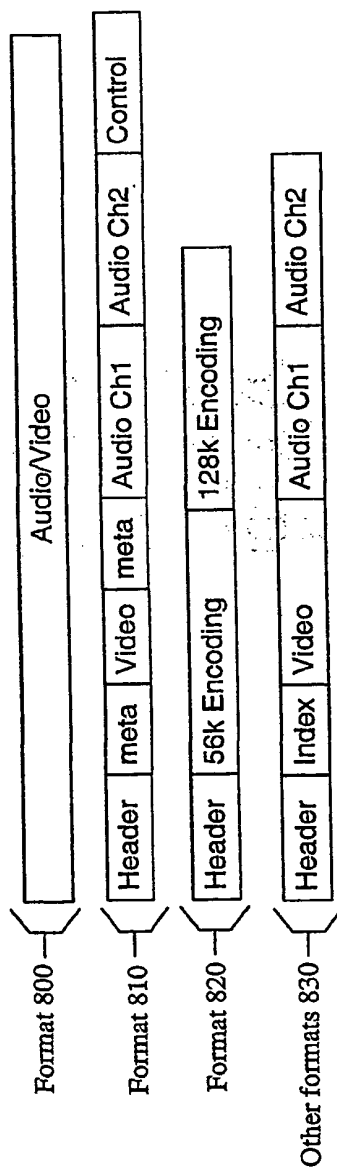 Format 800 Audio/Video
Format 810 Header meta Video meta Audio Ch1 Audio Ch2 Control
Format 820 Header 56k Encoding 128k Encoding
Other formats 830 Header Index Video Audio Ch1 Audio Ch2